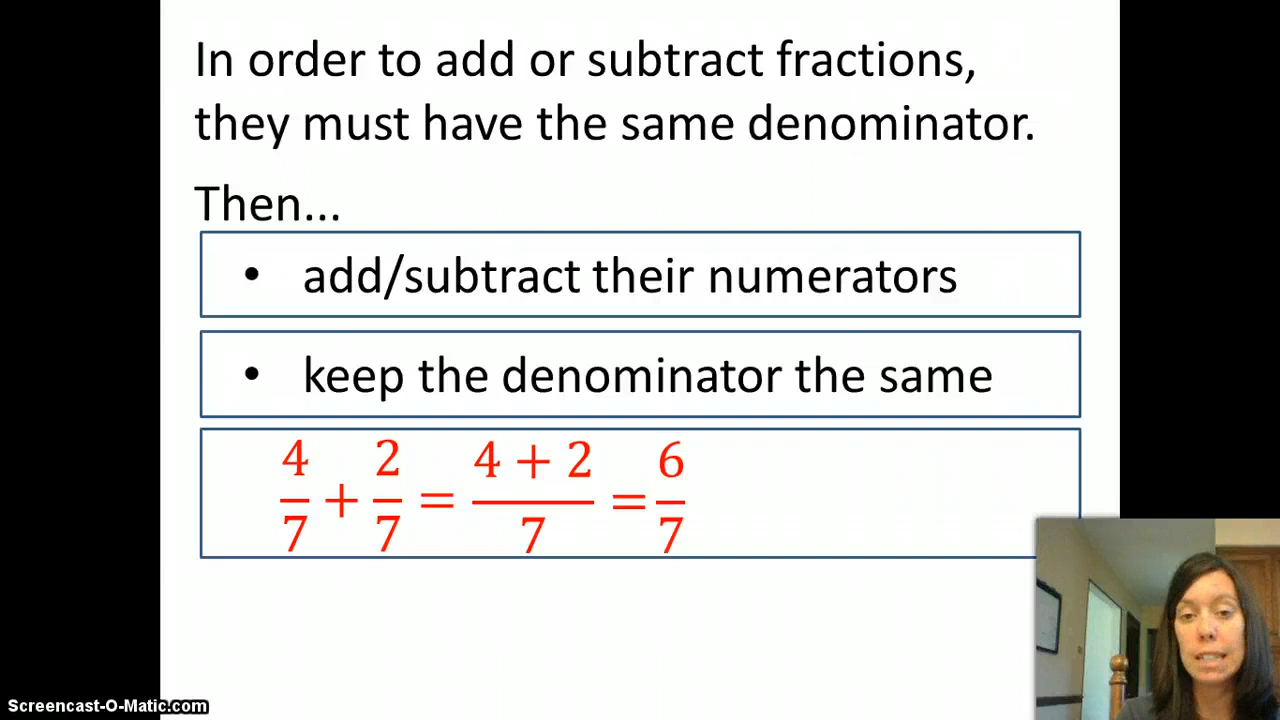 In order to add or subtract fractions,
they must have the same denominator.
Then...
• add/subtract their numerators
• keep the denominator the same
4/7 + 2/7 = (4 + 2)/7 = 6/7
Screencast-O-Matic.com